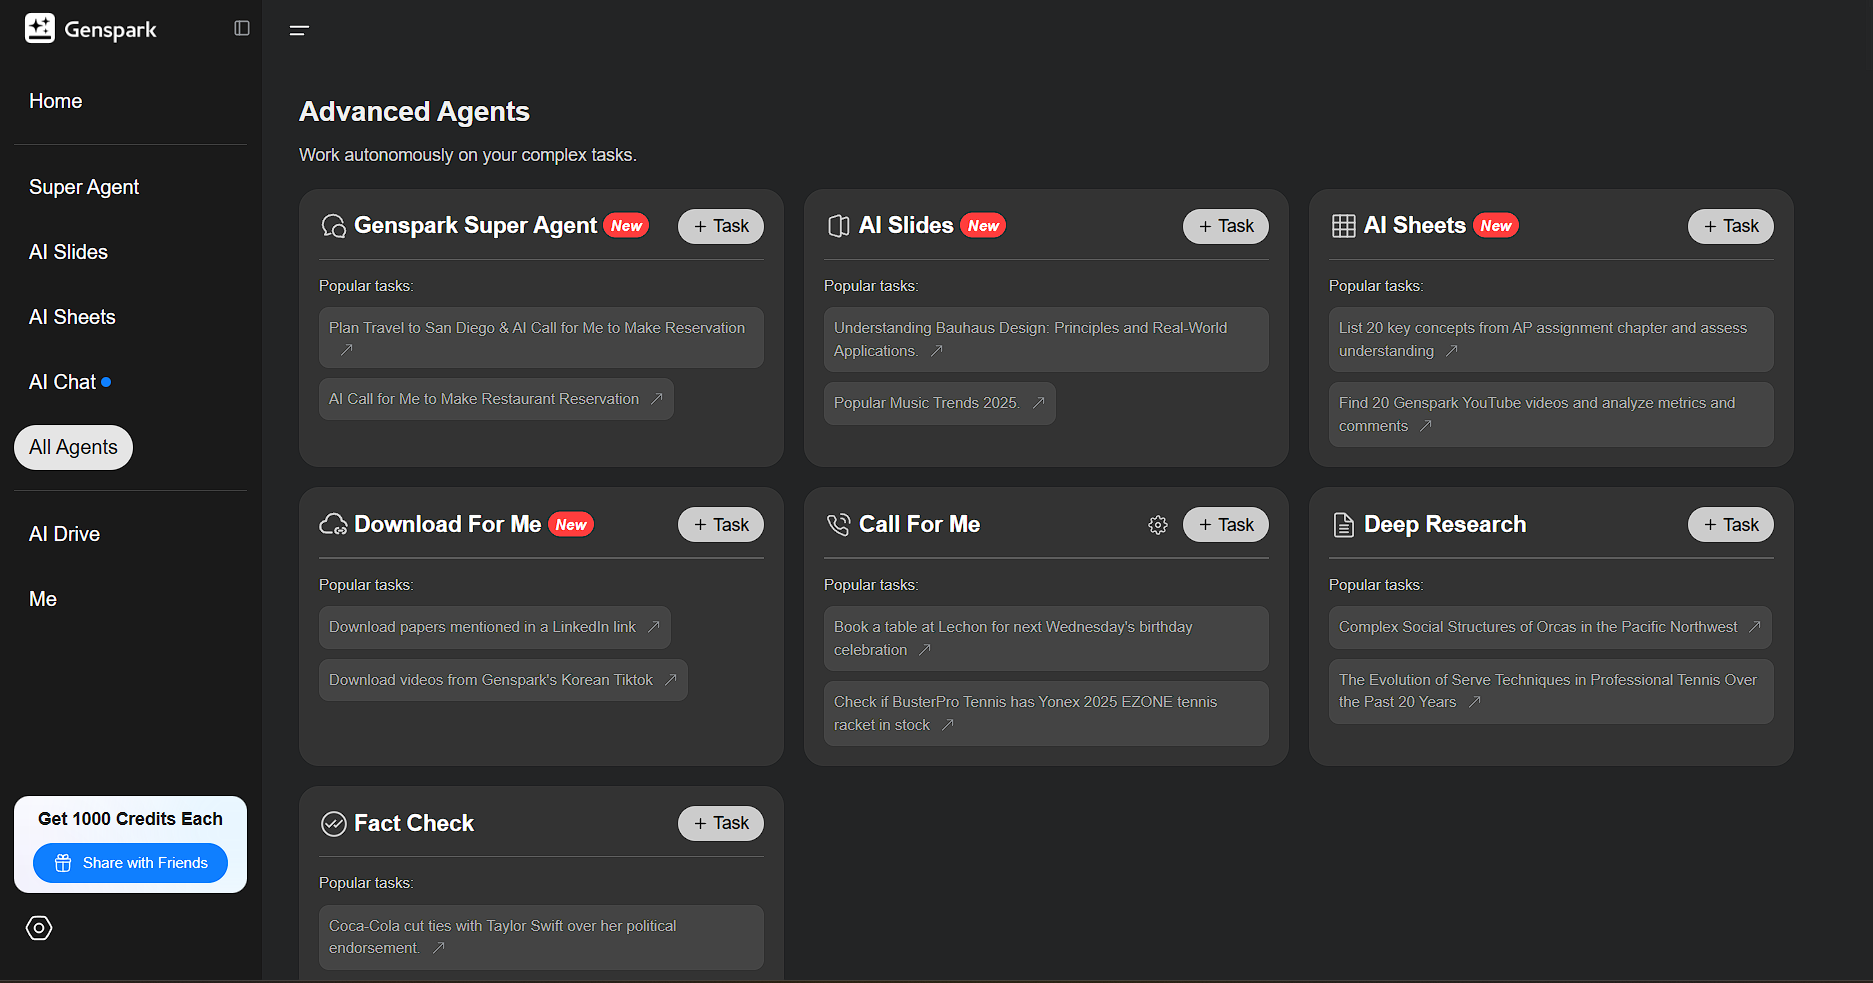 Genspark
Home
Super Agent
AI Slides
AI Sheets
AI Chat
All Agents
AI Drive
Me
Get 1000 Credits Each
Share with Friends
Advanced Agents
Work autonomously on your complex tasks.
Genspark Super Agent New + Task
Popular tasks:
Plan Travel to San Diego & AI Call for Me to Make Reservation
AI Call for Me to Make Restaurant Reservation
AI Slides New + Task
Popular tasks:
Understanding Bauhaus Design: Principles and Real-World
Applications.
Popular Music Trends 2025.
AI Sheets New + Task
Popular tasks:
List 20 key concepts from AP assignment chapter and assess
understanding
Find 20 Genspark YouTube videos and analyze metrics and
comments
Download For Me New + Task
Popular tasks:
Download papers mentioned in a LinkedIn link
Download videos from Genspark's Korean Tiktok
Call For Me + Task
Popular tasks:
Book a table at Lechon for next Wednesday's birthday
celebration
Check if BusterPro Tennis has Yonex 2025 EZONE tennis
racket in stock
Deep Research + Task
Popular tasks:
Complex Social Structures of Orcas in the Pacific Northwest
The Evolution of Serve Techniques in Professional Tennis Over
the Past 20 Years
Fact Check + Task
Popular tasks:
Coca-Cola cut ties with Taylor Swift over her political
endorsement.